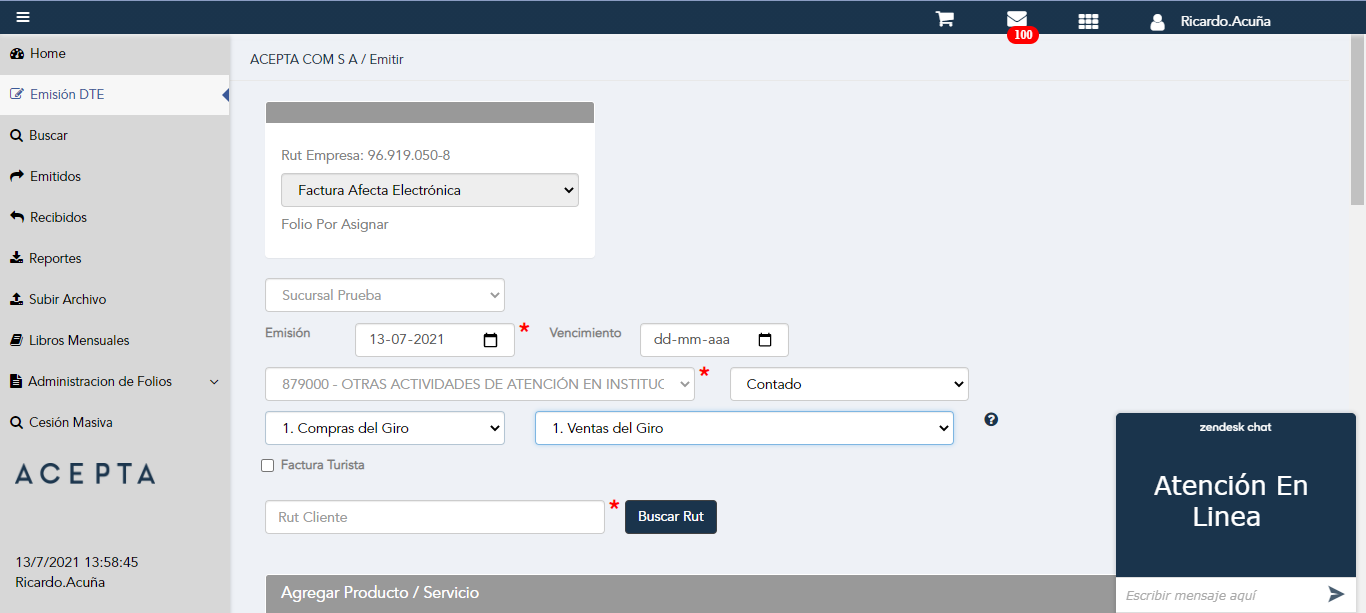 Ricardo.Acuña
100
Home
Emisión DTE
Buscar
Emitidos
Recibidos
Reportes
Subir Archivo
Libros Mensuales
Administracion de Folios
Cesión Masiva
ACEPTA
13/7/2021 13:58:45
Ricardo.Acuña
ACEPTA COM S A / Emitir
Rut Empresa: 96.919.050-8
Factura Afecta Electrónica
Folio Por Asignar
Sucursal Prueba
Emisión 13-07-2021 * Vencimiento dd-mm-aaa
879000 - OTRAS ACTIVIDADES DE ATENCIÓN EN INSTITUC * Contado
1. Compras del Giro 1. Ventas del Giro ?
Factura Turista
Rut Cliente * Buscar Rut
Agregar Producto / Servicio
zendesk chat
Atención En
Linea
Escribir mensaje aquí